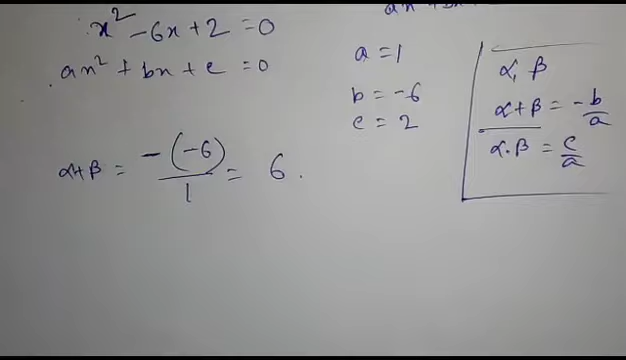 x² - 6x + 2 = 0
ax² + bx + c = 0
α+β = -(-6)/1 = 6.
a = 1
b = -6
c = 2
α, β
α+β = -b/a
α.β = c/a